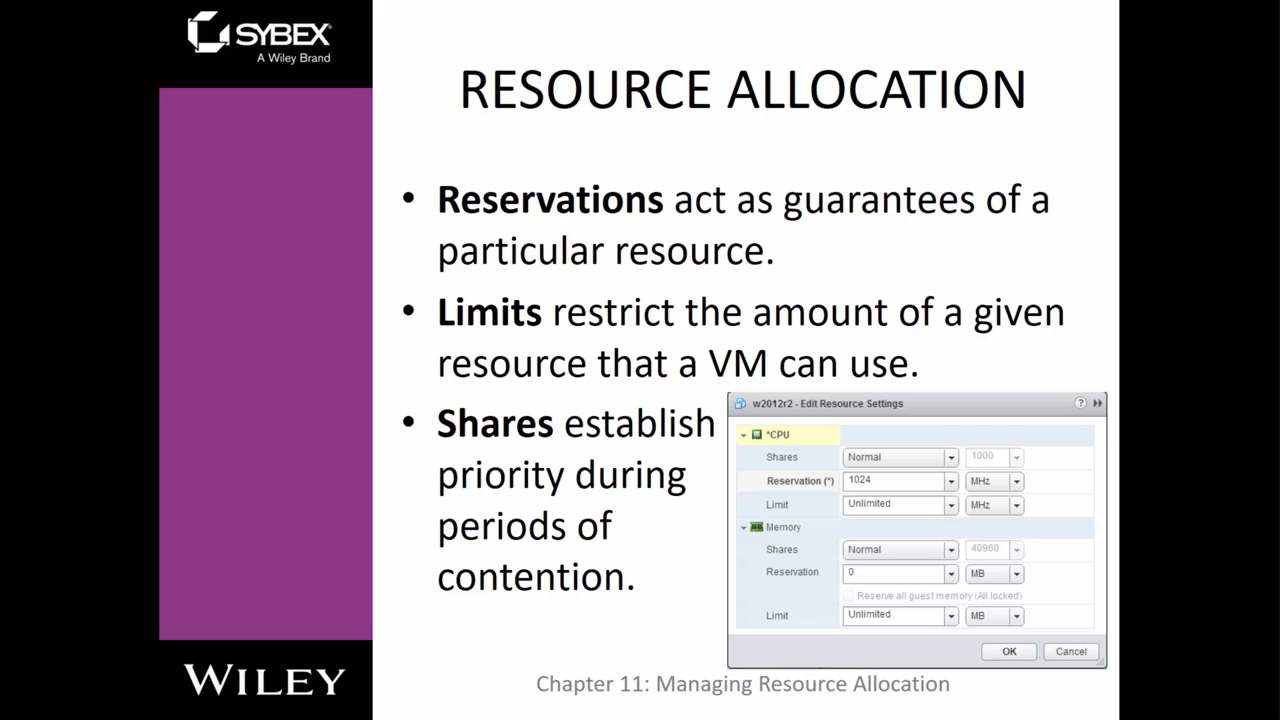 SYBEX
A Wiley Brand
RESOURCE ALLOCATION
• Reservations act as guarantees of a
particular resource.
• Limits restrict the amount of a given
resource that a VM can use.
• Shares establish
priority during
periods of
contention.
w2012r2 - Edit Resource Settings ?
*CPU
Shares Normal 1000
Reservation (*) 1024 MHz
Limit Unlimited MHz
Memory
Shares Normal 40960
Reservation 0 MB
Reserve all guest memory (All locked)
Limit Unlimited MB
OK Cancel
WILEY
Chapter 11: Managing Resource Allocation